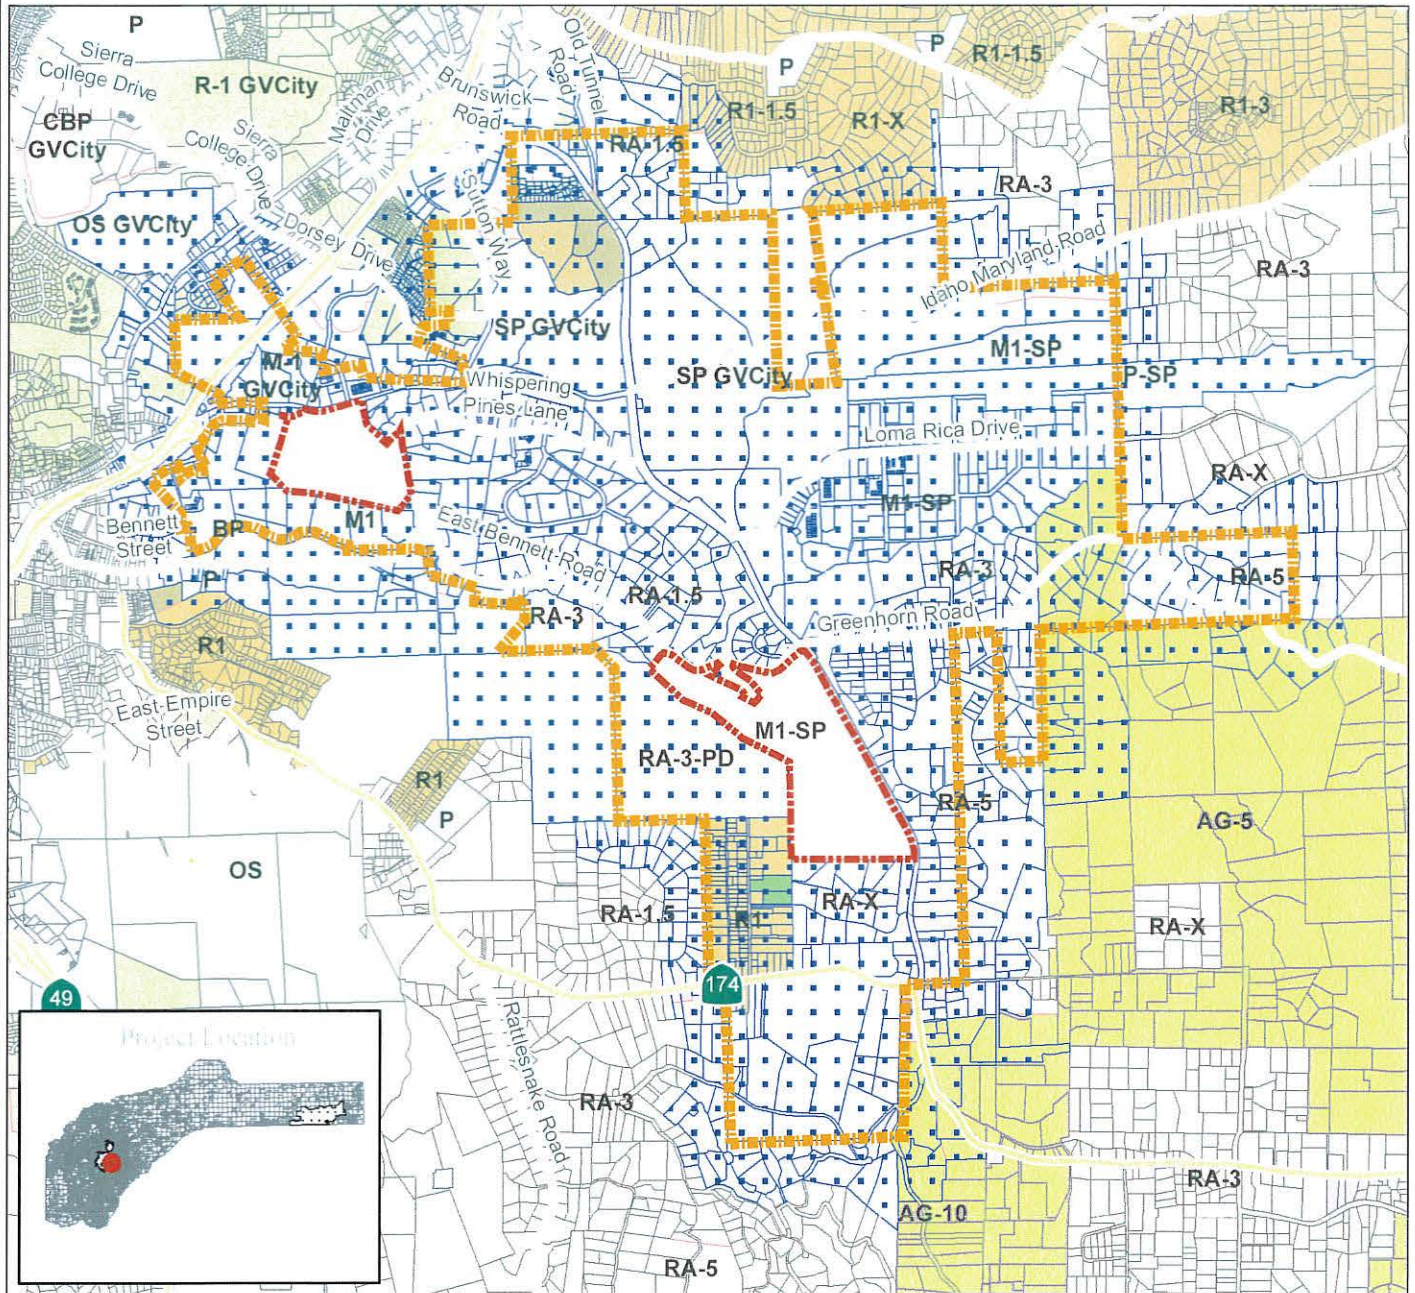 P
Sierra
College Drive
R-1 GVCity
CBP
GVCity
Sierra
College Drive
Maltman
Drive
Brunswick
Road
Old Tunnel
Road
P
P
R1-1.5
R1-1.5
R1-X
R1-3
RA-1.5
RA-3
OS GVCity
Dorsey Drive
Sutton Way
Idaho Maryland Road
RA-3
SP GVCity
M1-SP
M-1
GVCity
SP GVCity
P-SP
Whispering
Pines Lane
Loma Rica Drive
RA-X
M1-SP
Bennett
Street
BP
M1
East Bennett Road
P
RA-3
RA-1.5
RA-3
RA-5
Greenhorn Road
R1
East Empire
Street
M1-SP
RA-3-PD
R1
P
RA-5
AG-5
OS
RA-1.5
R1
RA-X
RA-X
174
49
Project Location
Rattlesnake Road
RA-3
RA-3
AG-10
RA-5